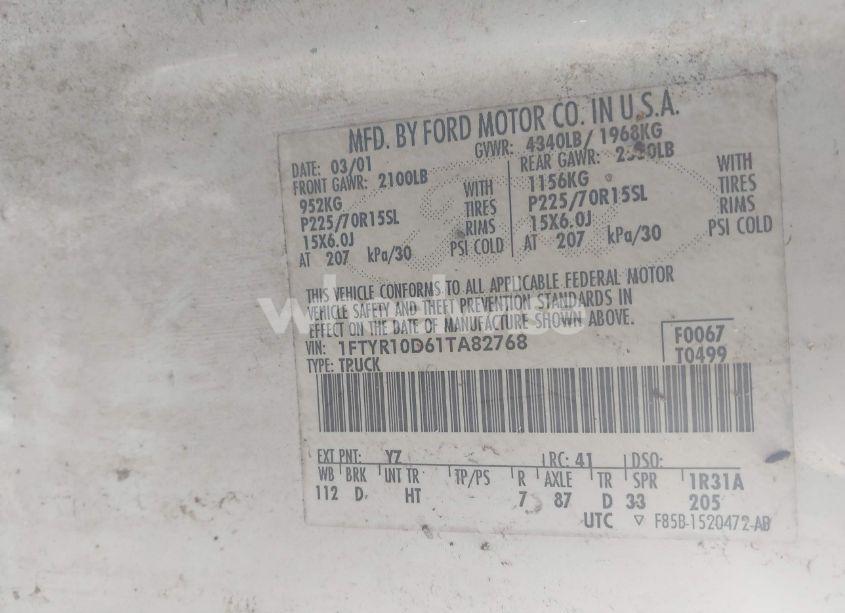 MFD. BY FORD MOTOR CO. IN U.S.A.
DATE: 03/01 GVWR: 4340LB/ 1968KG
FRONT GAWR: 2100LB REAR GAWR:
952KG WITH 1156KG WITH
P225/70R15SL TIRES P225/70R15SL TIRES
15X6.0J RIMS 15X6.0J RIMS
AT 207 kPa/30 PSI COLD AT 207 kPa/30 PSI COLD
THIS VEHICLE CONFORMS TO ALL APPLICABLE FEDERAL MOTOR
VEHICLE SAFETY AND THEFT PREVENTION STANDARDS IN
EFFECT ON THE DATE OF MANUFACTURE SHOWN ABOVE.
VIN: 1FTYR10D61TA82768 F0067
TYPE: TRUCK T0499
EXT PNT: YZ RC: 41 DSO:
WB BRK INT TR TP/PS R AXLE TR SPR 1R31A
112 D HT 7 87 D 33 205
UTC ▽ F85B-1520472-AB